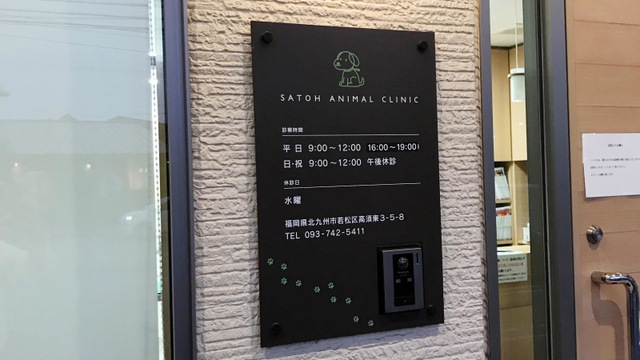 SATOH ANIMAL CLINIC
診察時間
平 日 9:00〜12:00 16:00〜19:00
日・祝 9:00〜12:00 午後休診
休診日
水曜
福岡県北九州市若松区高須東3-5-8
TEL 093-742-5411